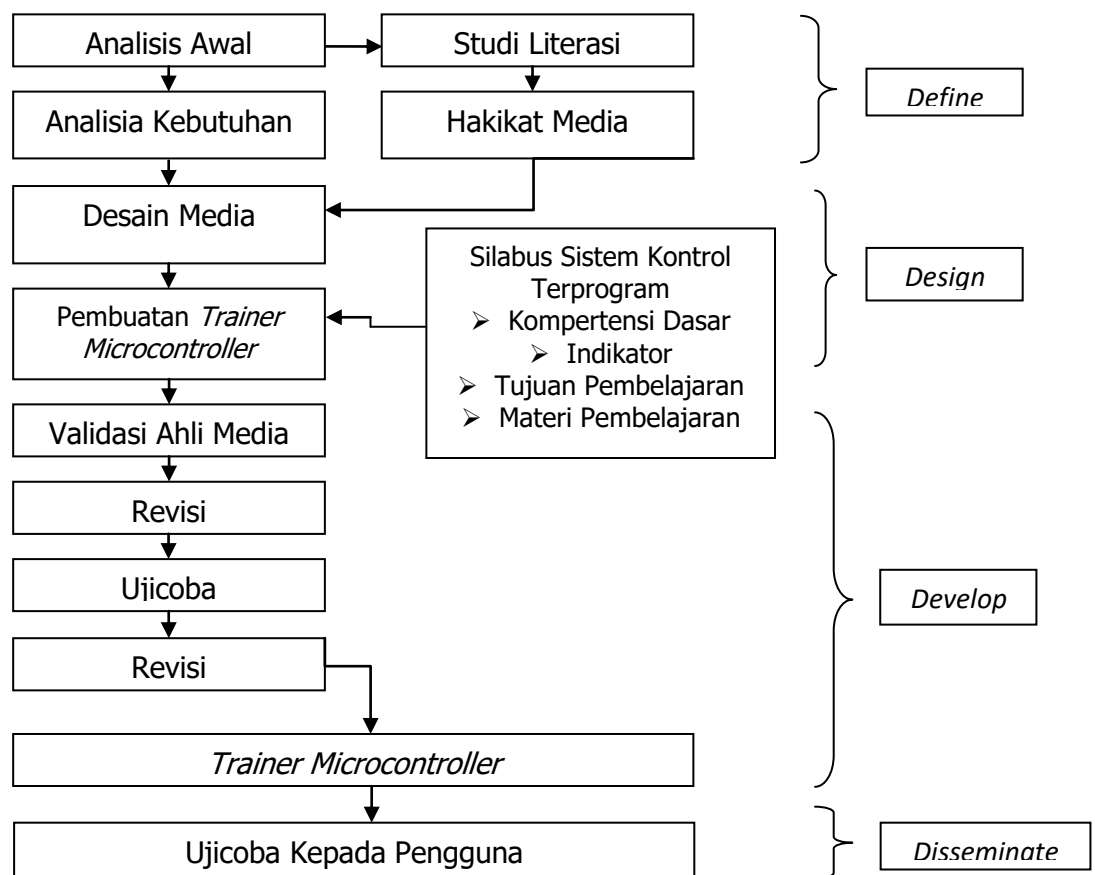 Analisis Awal
Studi Literasi
Define
Analisia Kebutuhan
Hakikat Media
Desain Media
Silabus Sistem Kontrol
Terprogram
➢ Kompertensi Dasar
➢ Indikator
➢ Tujuan Pembelajaran
➢ Materi Pembelajaran
Design
Pembuatan Trainer
Microcontroller
Validasi Ahli Media
Revisi
Ujicoba
Develop
Revisi
Trainer Microcontroller
Ujicoba Kepada Pengguna
Disseminate